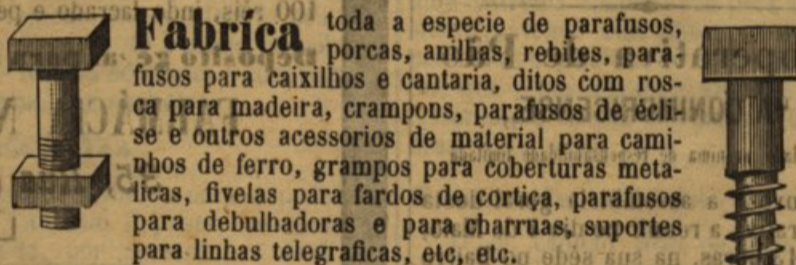 Fabríca toda a especie de parafusos,
porcas, anilhas, rebites, para-
fusos para caixilhos e cantaria, ditos com ros-
ca para madeira, crampons, parafusos de ecli-
se e outros acessorios de material para cami-
nhos de ferro, grampos para coberturas meta-
licas, fivelas para fardos de cortiça, parafusos
para debulhadoras e para charruas, suportes
para linhas telegraficas, etc, etc.